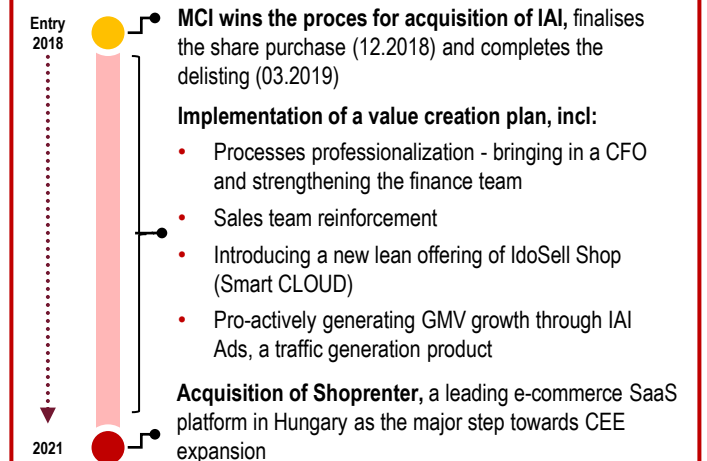 Entry
2018
MCI wins the proces for acquisition of IAI, finalises
the share purchase (12.2018) and completes the
delisting (03.2019)
Implementation of a value creation plan, incl:
• Processes professionalization - bringing in a CFO
and strengthening the finance team
• Sales team reinforcement
• Introducing a new lean offering of IdoSell Shop
(Smart CLOUD)
• Pro-actively generating GMV growth through IAI
Ads, a traffic generation product
Acquisition of Shoprenter, a leading e-commerce SaaS
platform in Hungary as the major step towards CEE
expansion
2021